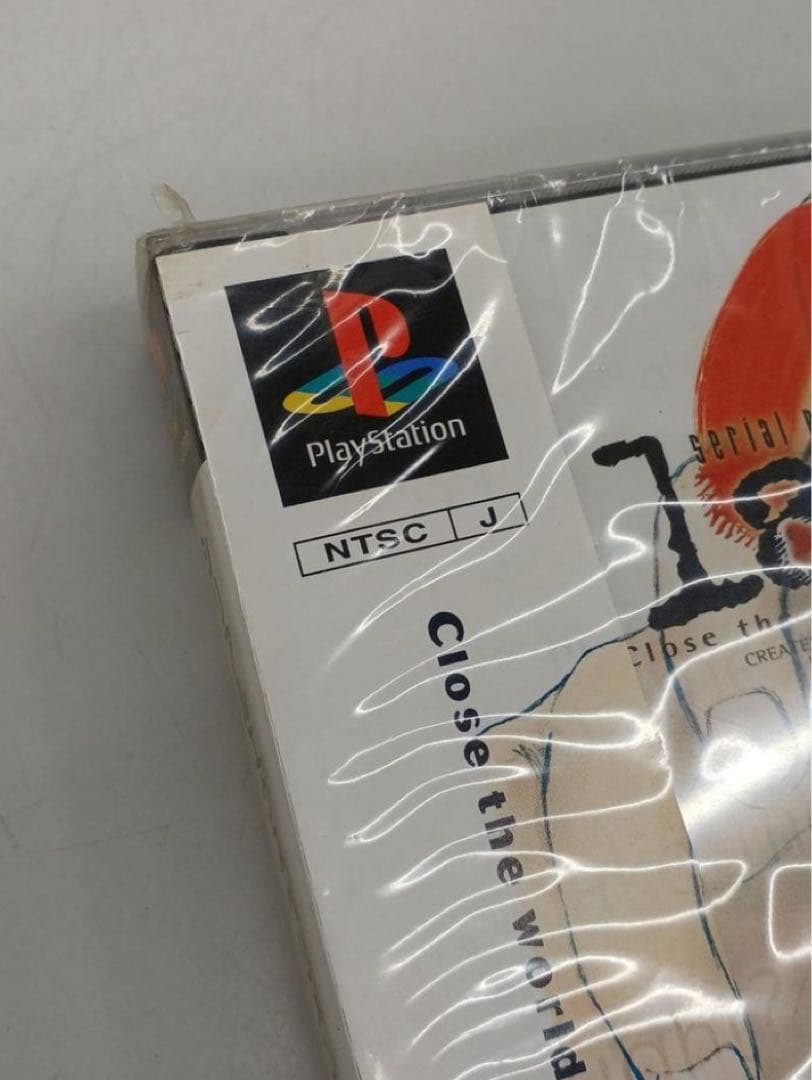 PlayStation
NTSC J
Close the world
serial
Close th
CREATE